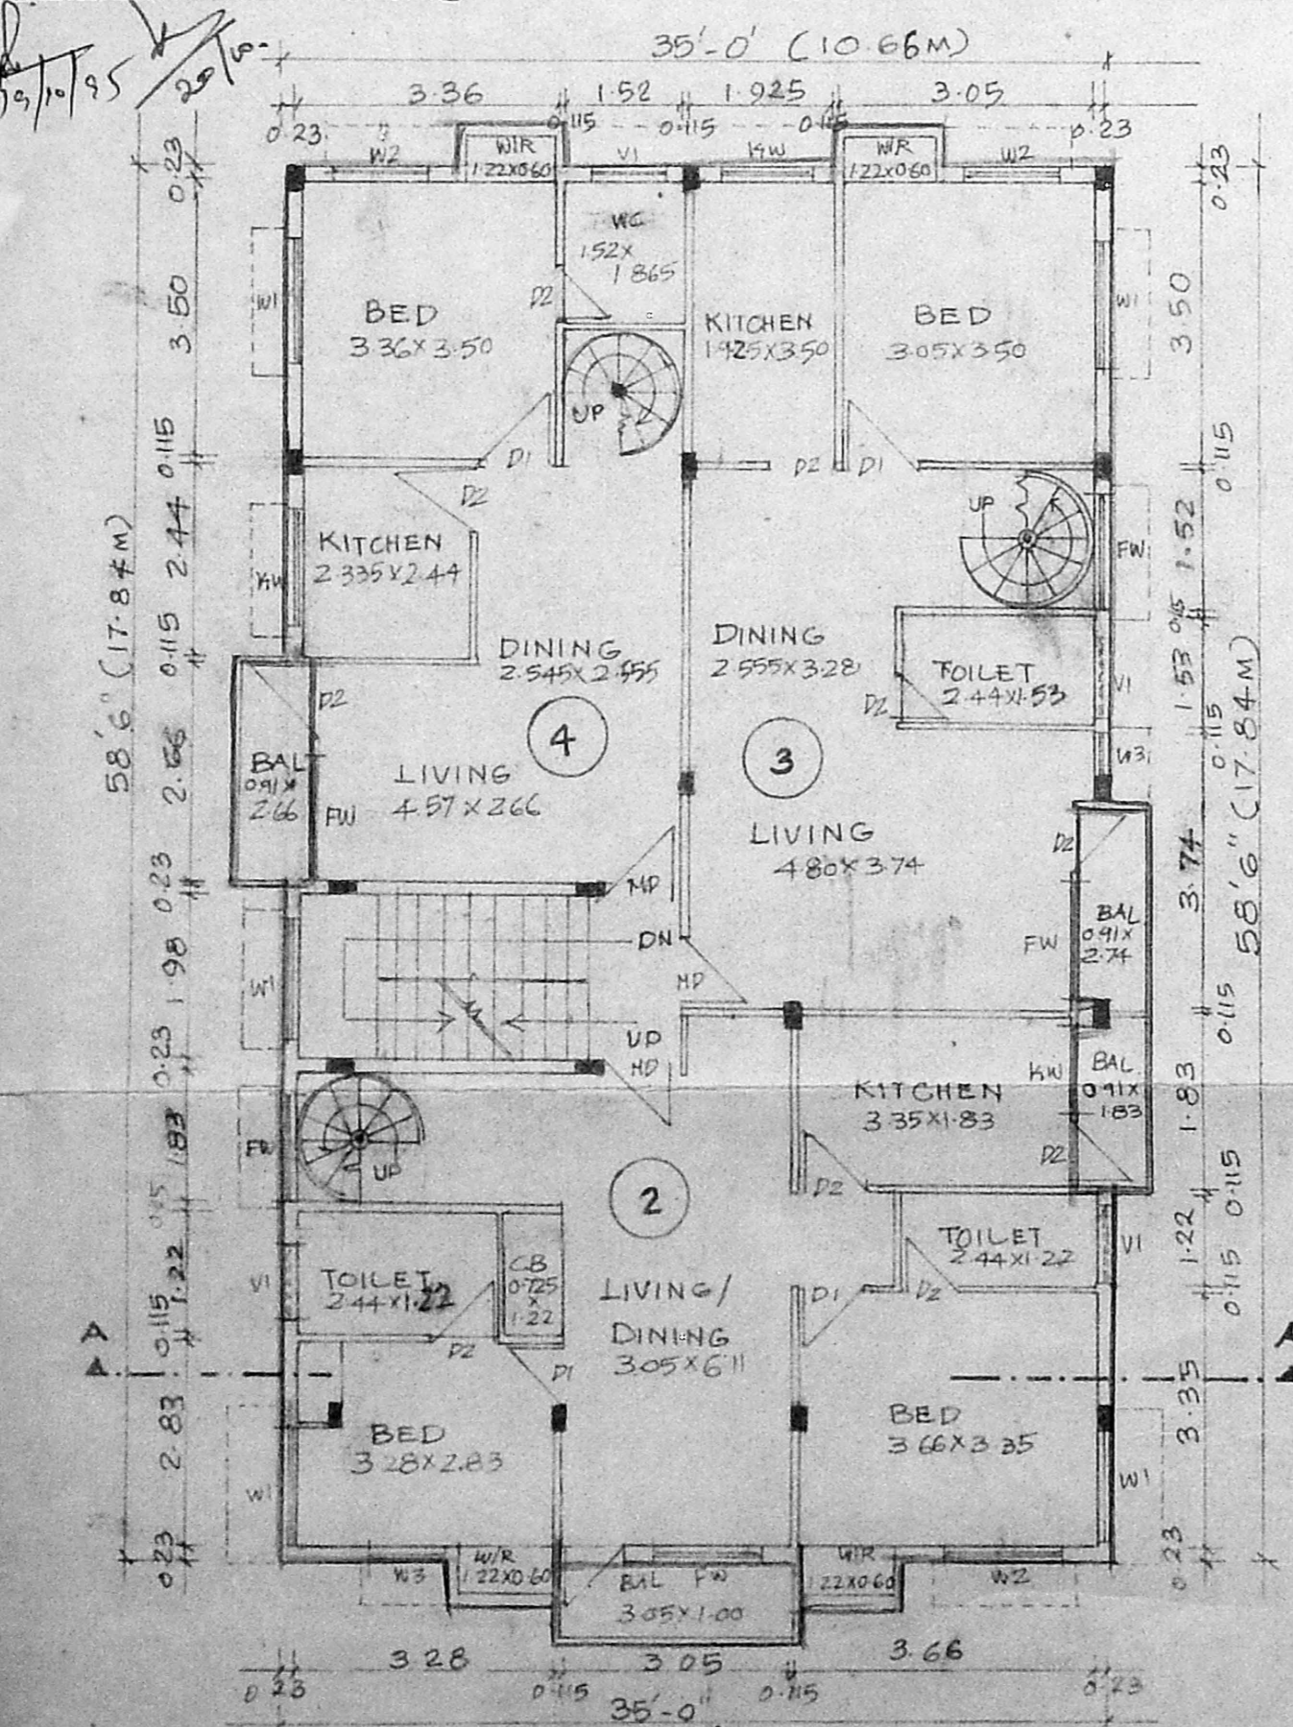 29/10/95
35'-0' (10.66M)
3.36 1.52 1.925 3.05
0.23 0.115 0.115 0.115 0.23
W2 W/R V1 KW W/R W2
1.22X0.60 1.22X0.60
0.23 0.23
WC
1.52X
1.865
W1 D2 W1
BED KITCHEN BED
3.36X3.50 1.925X3.50 3.05X3.50
3.50 3.50
UP
D1 D2 D1
0.115 0.115
D2 UP
KITCHEN FW
2.335X2.44
KW
2.44 1.52
DINING DINING
2.545X2.555 2.555X3.28
0.115 0.115
TOILET
2.44X1.53
V1
D2 D2
1.53
58'6" (17.84M) 58'6" (17.84M)
4 3
W3
0.115
BAL
0.91X
2.66
LIVING LIVING
4.57X2.66 4.80X3.74
FW D2
2.66 3.74
0.23
MD
BAL
0.91X
2.74
DN FW
W1 MD
1.98
0.115
UP
MD
0.23
KW BAL
0.91X
1.83
KITCHEN
3.35X1.83
FW UP
1.83 1.83
D2 D2
2
0.115
TOILET
2.44X1.22
V1
1.22
CB
0.725
X
1.22
TOILET
2.44X1.22
V1
1.22
LIVING/
DINING
3.05X6.11
D1 D2
0.115 0.115
A A
D2 D1
BED BED
3.28X2.83 3.66X3.35
2.83 3.35
W1 W1
0.23 0.23
W3 W/R BAL FW W/R W2
1.22X0.60 3.05X1.00 1.22X0.60
3.28 3.05 3.66
0.23 0.115 0.115 0.23
35'-0"